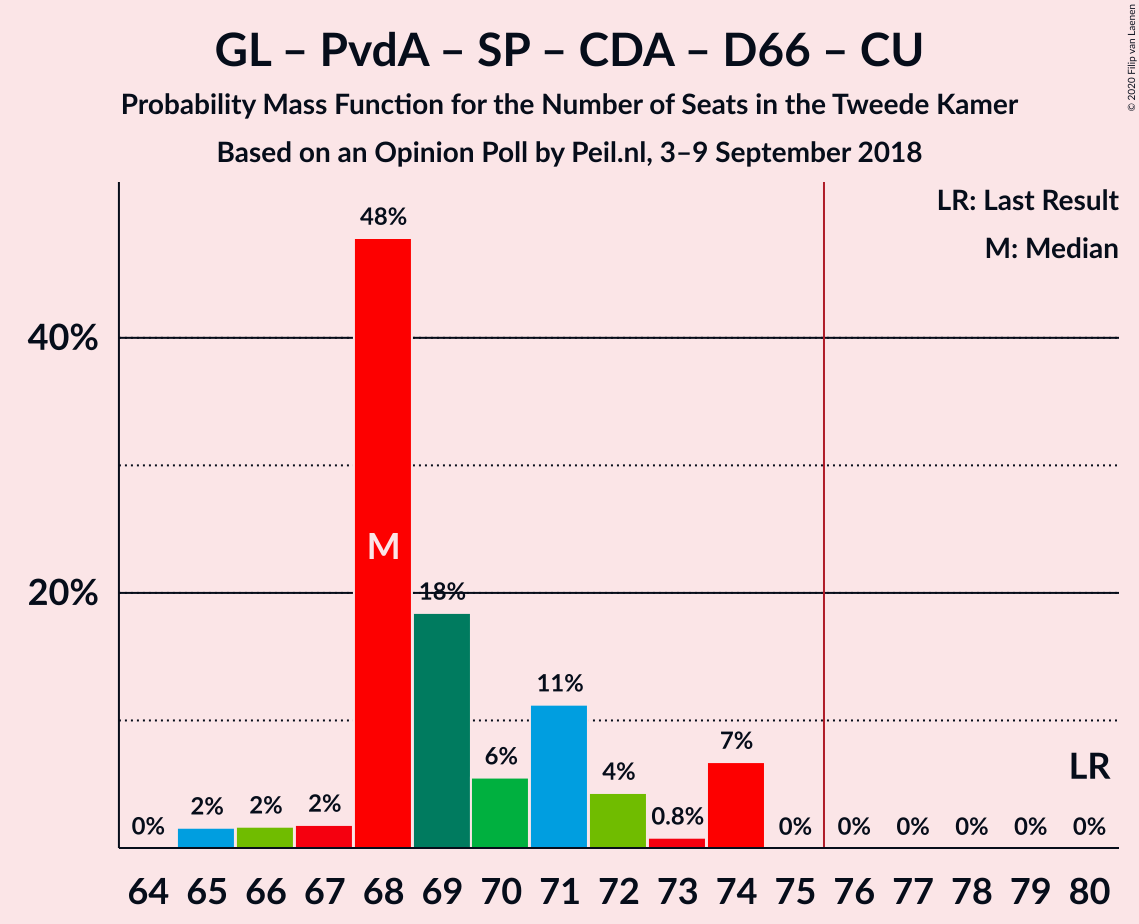 GL – PvdA – SP – CDA – D66 – CU
Probability Mass Function for the Number of Seats in the Tweede Kamer
Based on an Opinion Poll by Peil.nl, 3–9 September 2018
© 2020 Filip van Laenen
LR: Last Result
M: Median
40%
20%
48%
M
18%
11%
7%
6%
4%
LR
0% 2% 2% 2% 0.8% 0% 0% 0% 0% 0% 0%
64 65 66 67 68 69 70 71 72 73 74 75 76 77 78 79 80